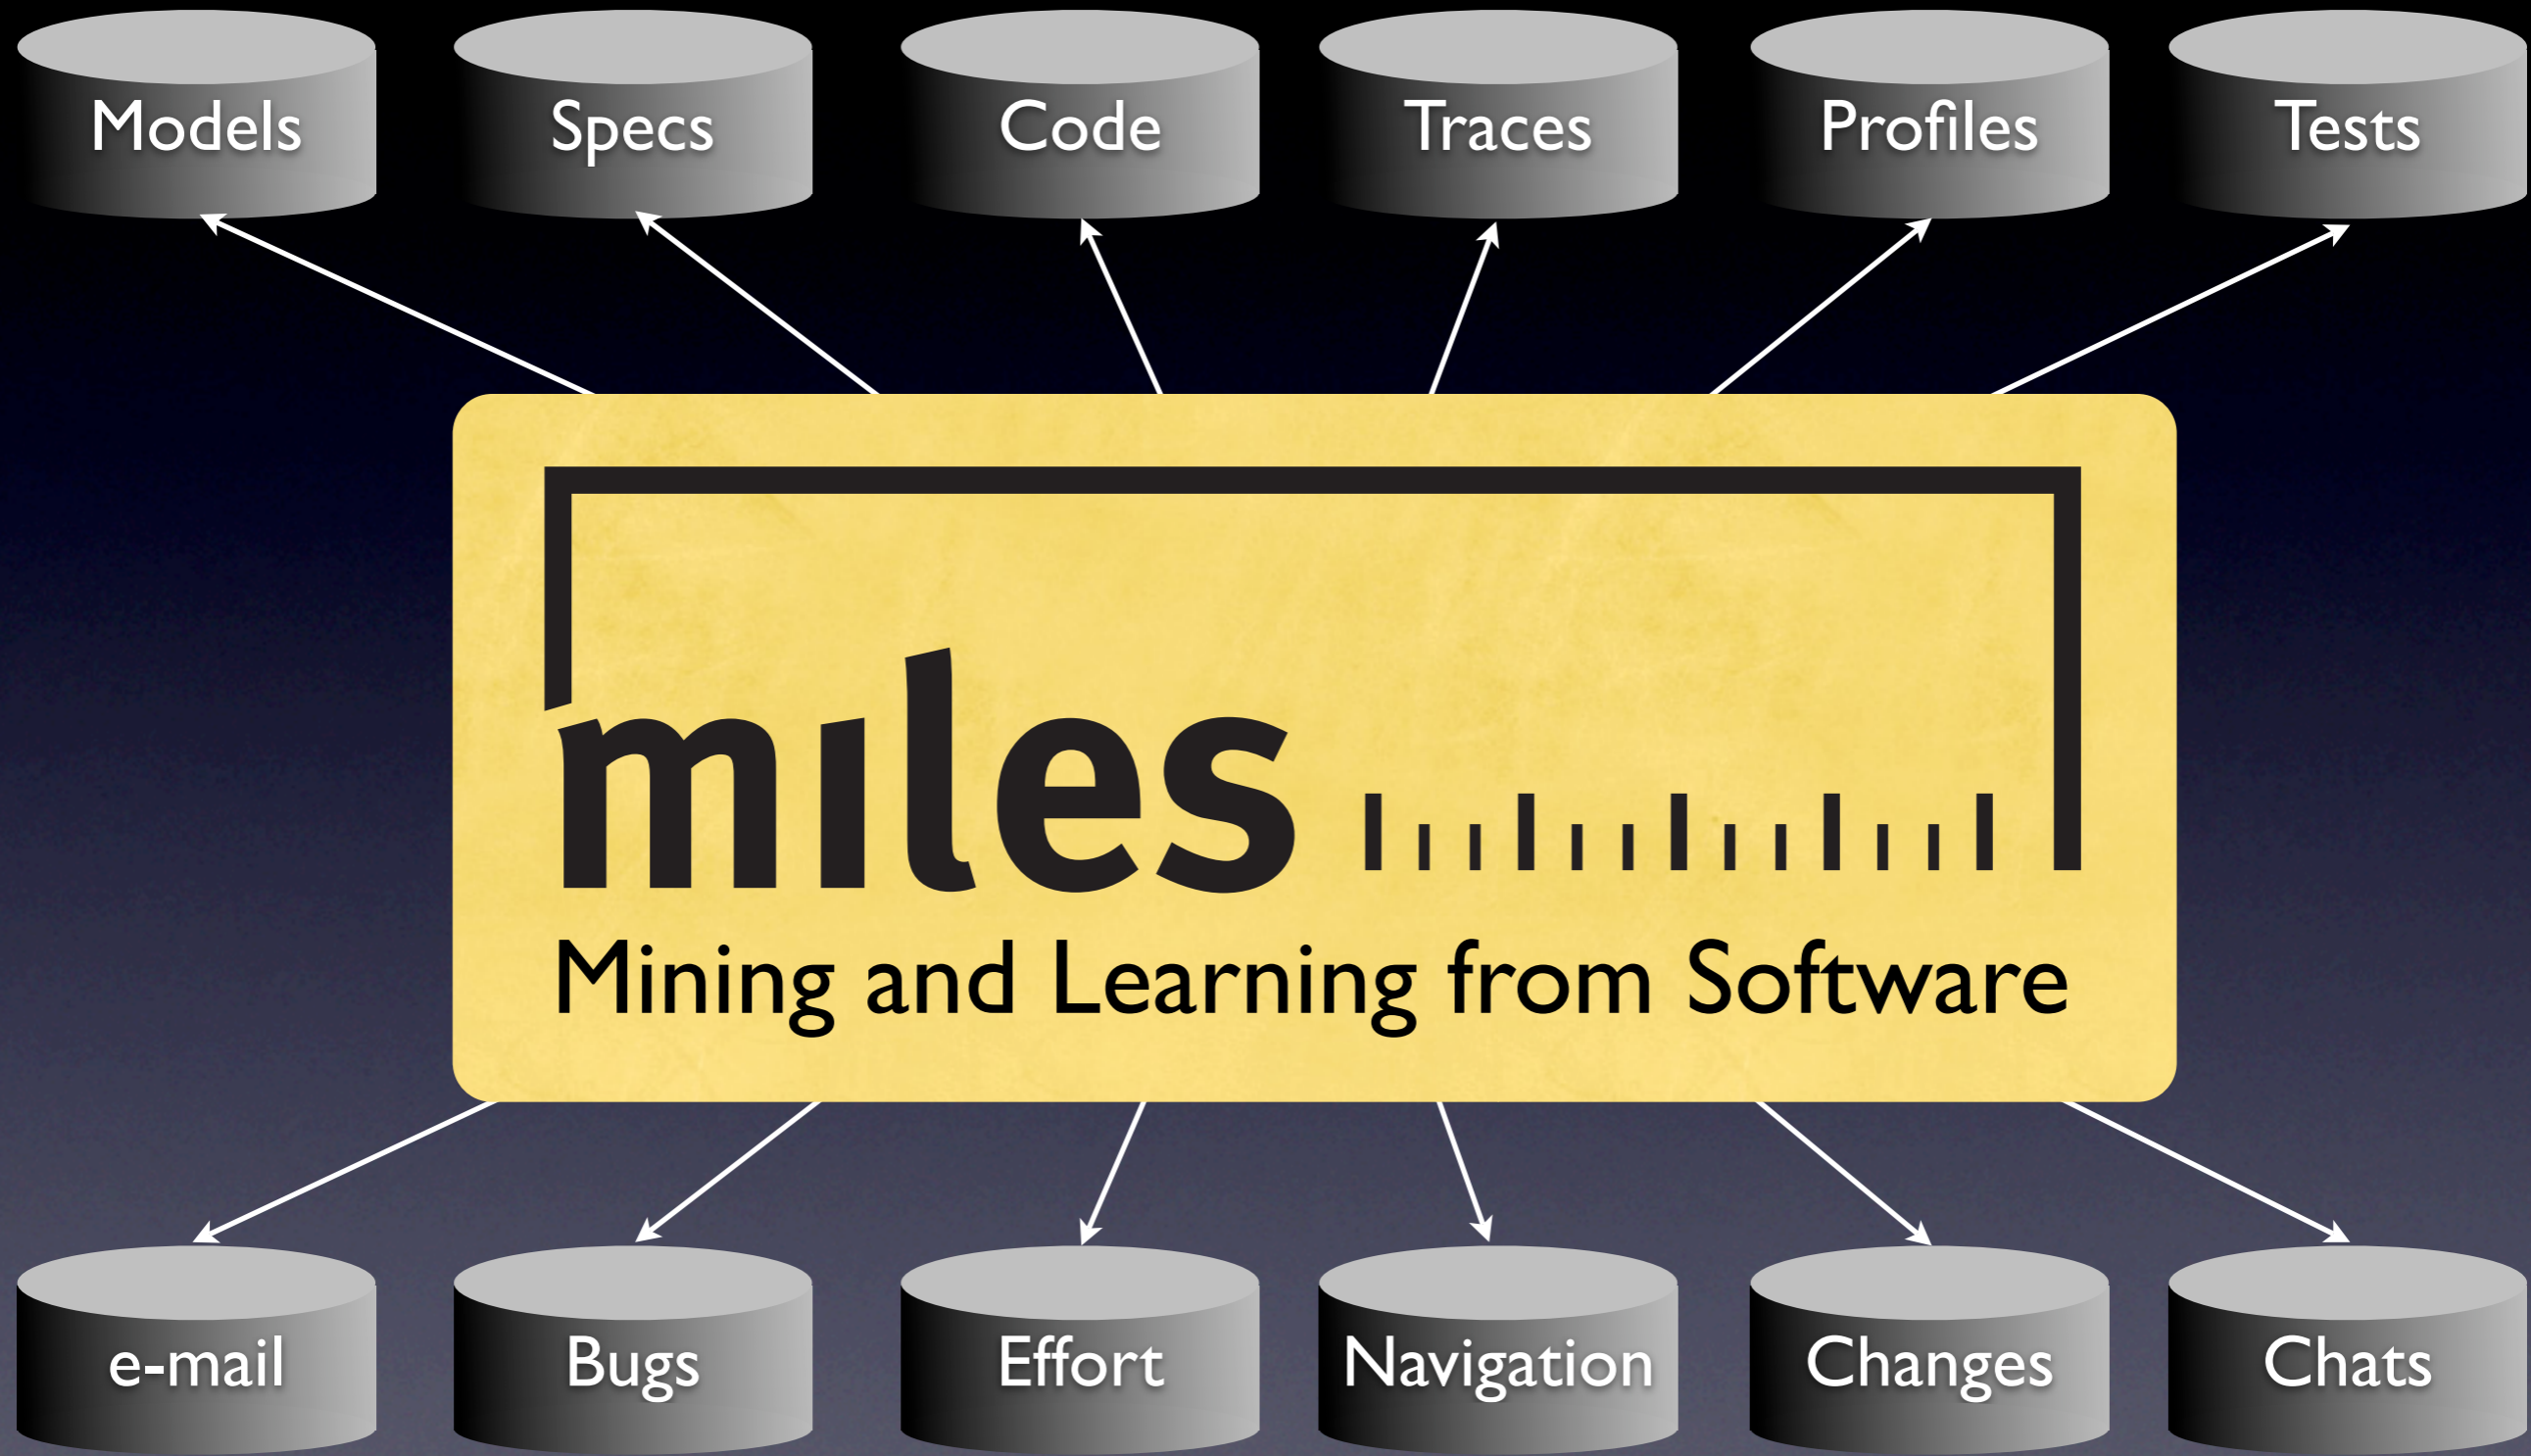 Models
Specs
Code
Traces
Profiles
Tests
miles
Mining and Learning from Software
e-mail
Bugs
Effort
Navigation
Changes
Chats